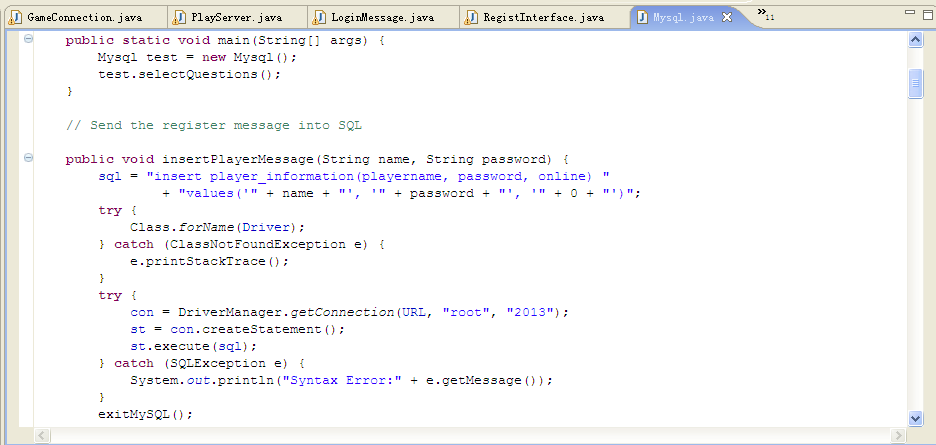 GameConnection.java PlayServer.java LoginMessage.java RegistInterface.java Mysql.java »11
public static void main(String[] args) {
Mysql test = new Mysql();
test.selectQuestions();
}
// Send the register message into SQL
public void insertPlayerMessage(String name, String password) {
sql = "insert player_information(playername, password, online) "
+ "values('" + name + "', '" + password + "', '" + 0 + "')";
try {
Class.forName(Driver);
} catch (ClassNotFoundException e) {
e.printStackTrace();
}
try {
con = DriverManager.getConnection(URL, "root", "2013");
st = con.createStatement();
st.execute(sql);
} catch (SQLException e) {
System.out.println("Syntax Error:" + e.getMessage());
}
exitMySQL();